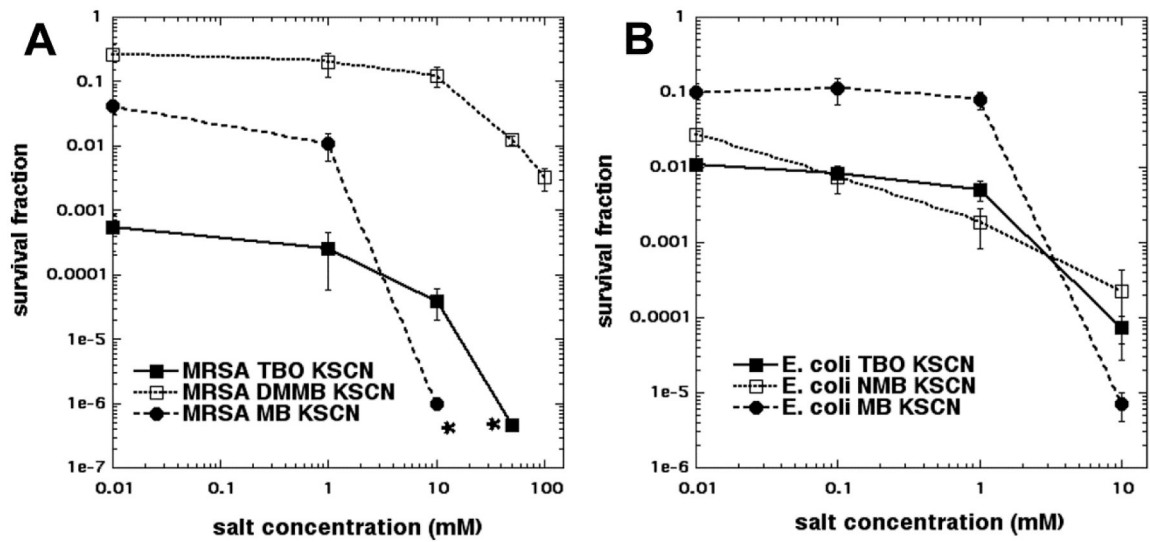 A
1
0.1
0.01
0.001
0.0001
1e-5
1e-6
1e-7
survival fraction
MRSA TBO KSCN
MRSA DMMB KSCN
MRSA MB KSCN
* *
0.01 0.1 1 10 100
salt concentration (mM)
B
1
0.1
0.01
0.001
0.0001
1e-5
1e-6
survival fraction
E. coli TBO KSCN
E. coli NMB KSCN
E. coli MB KSCN
0.01 0.1 1 10
salt concentration (mM)